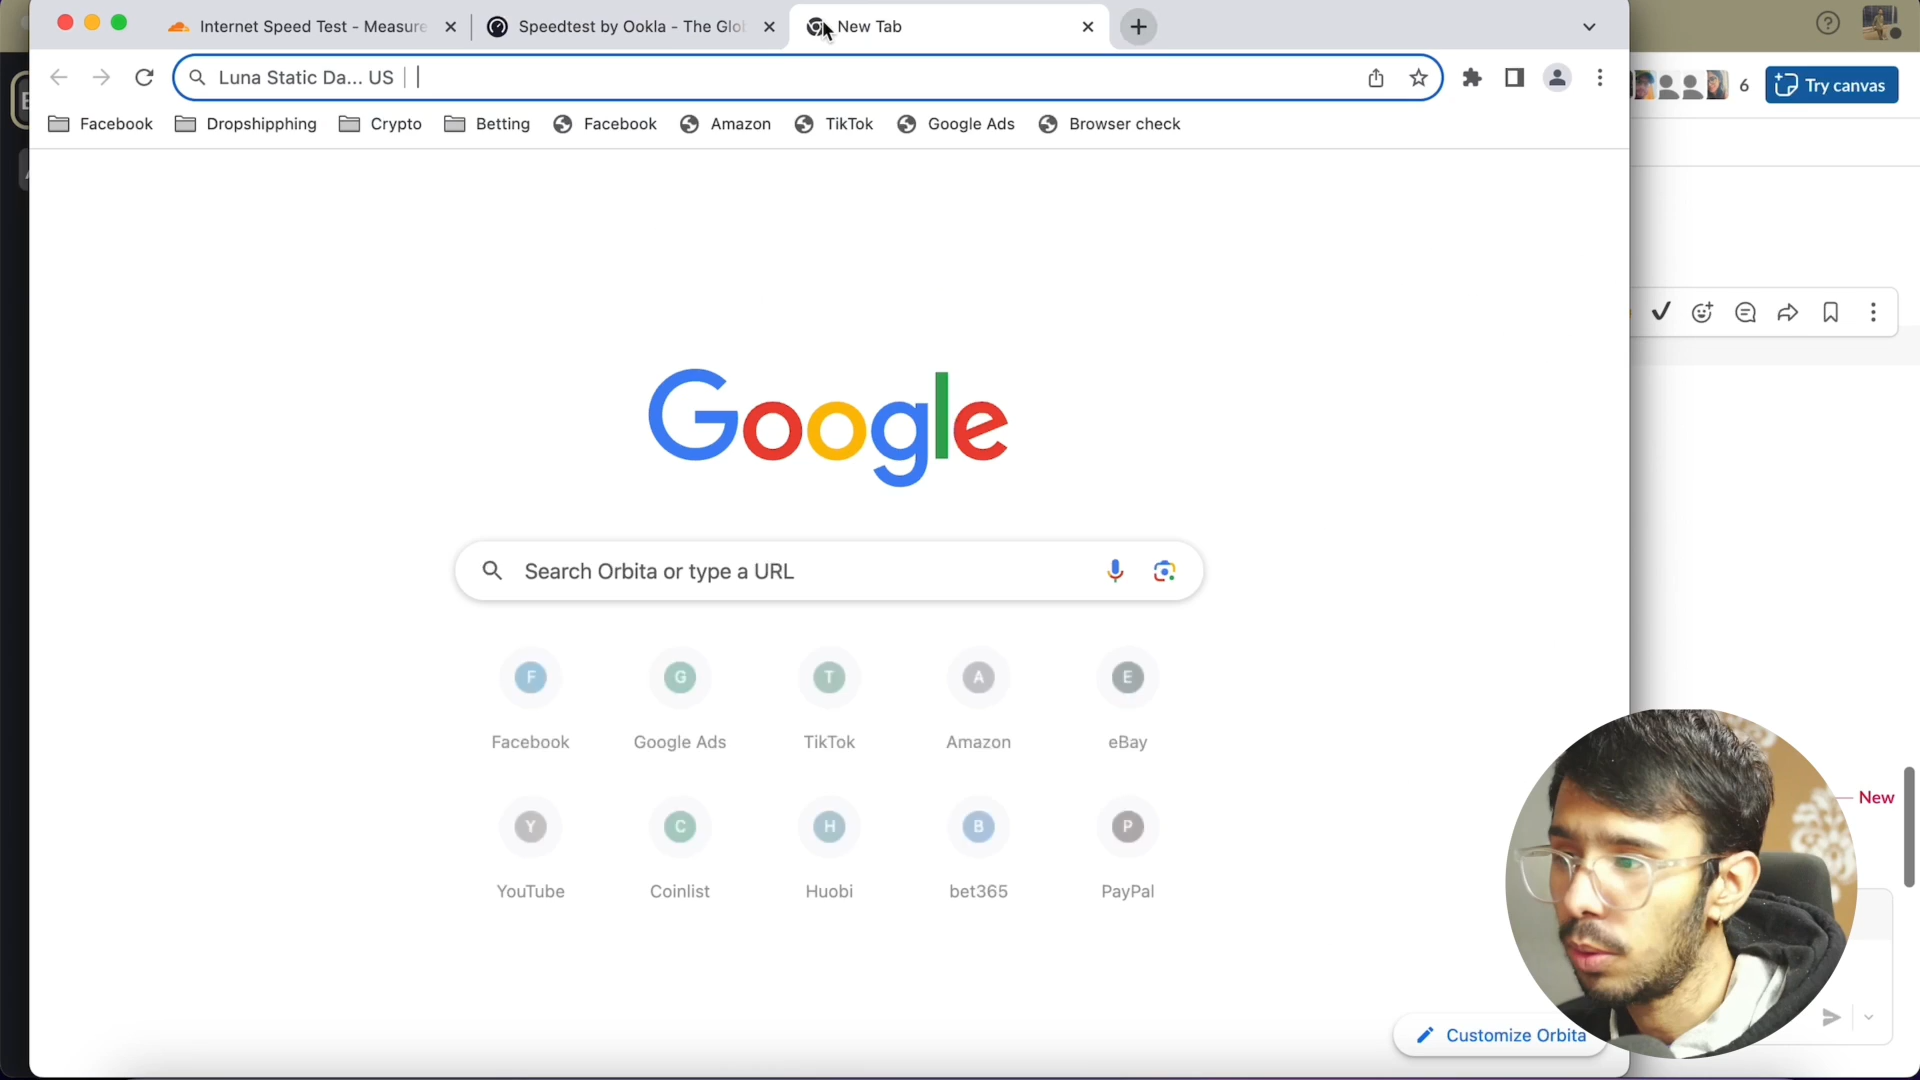 Internet Speed Test - Measure
Speedtest by Ookla - The Glo
New Tab
Luna Static Da... US
6
Try canvas
Facebook
Dropshipphing
Crypto
Betting
Facebook
Amazon
TikTok
Google Ads
Browser check
Google
Search Orbita or type a URL
F
G
T
A
E
Facebook
Google Ads
TikTok
Amazon
eBay
Y
C
H
B
P
New
YouTube
Coinlist
Huobi
bet365
PayPal
Customize Orbita